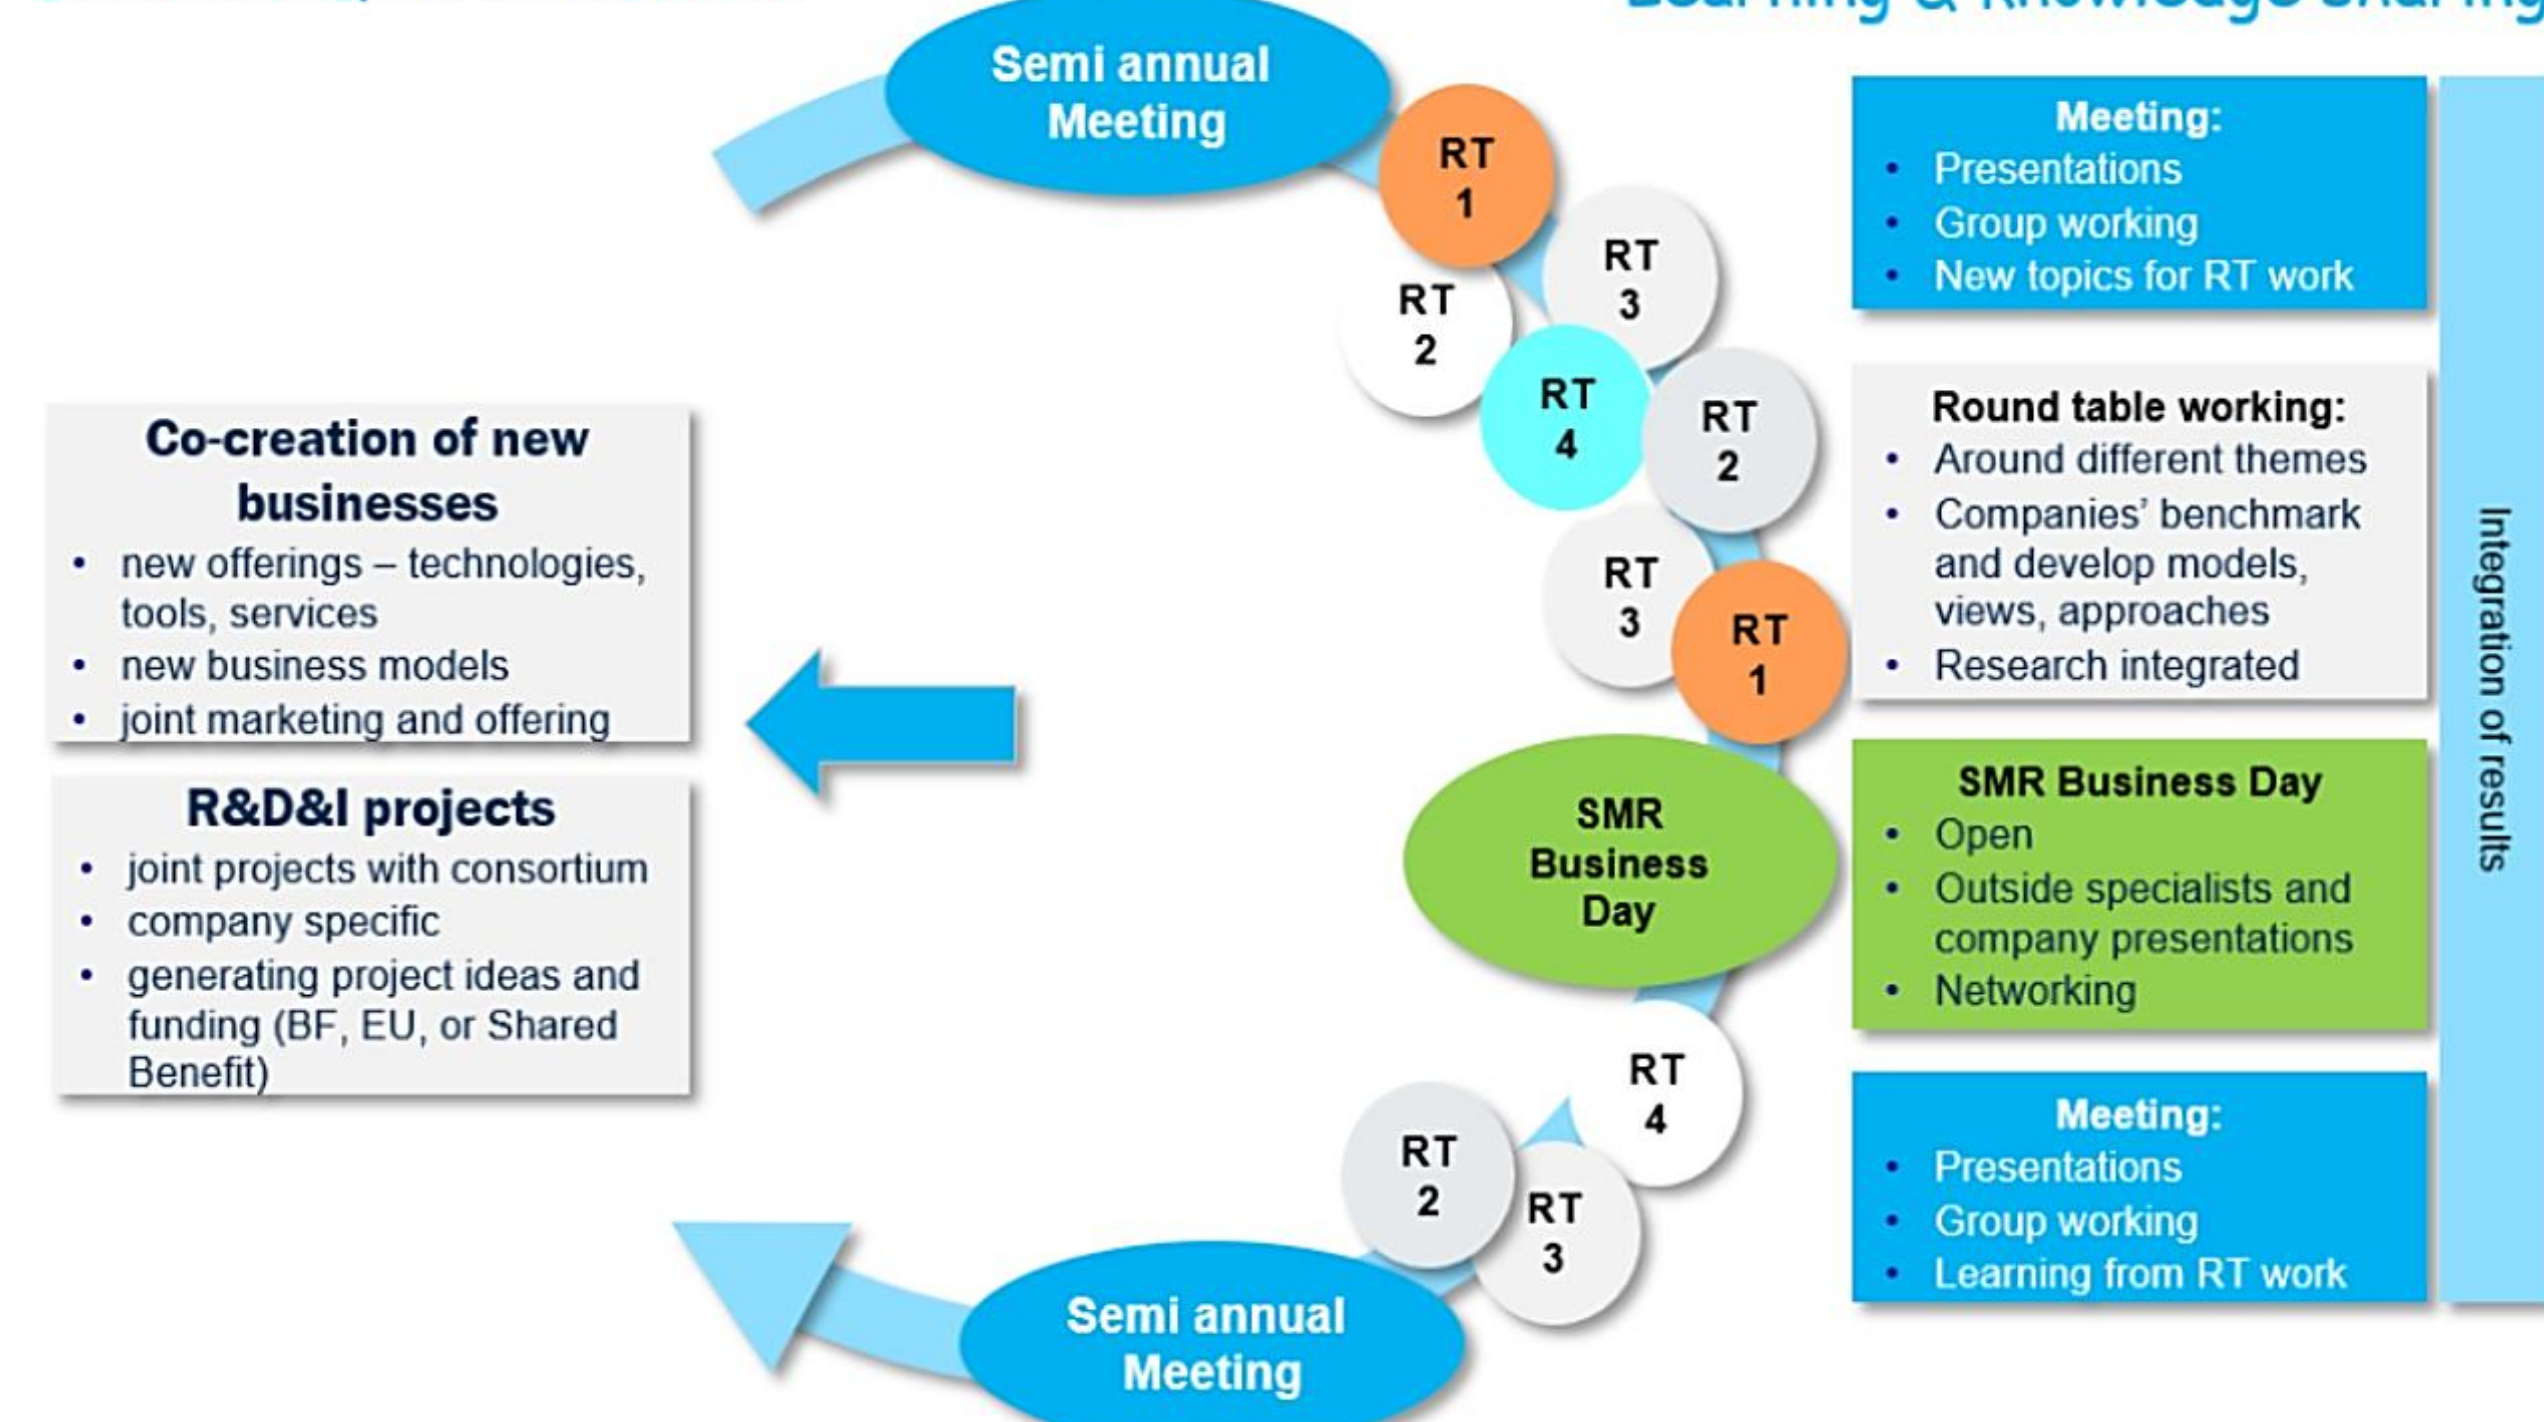 Learning & knowledge sharing
Semi annual
Meeting
RT
1
RT
3
RT
2
RT
4
RT
2
RT
3
RT
1
SMR
Business
Day
RT
4
RT
2
RT
3
Semi annual
Meeting
Co-creation of new
businesses
• new offerings – technologies,
tools, services
• new business models
• joint marketing and offering
R&D&I projects
• joint projects with consortium
• company specific
• generating project ideas and
funding (BF, EU, or Shared
Benefit)
Meeting:
• Presentations
• Group working
• New topics for RT work
Round table working:
• Around different themes
• Companies’ benchmark
and develop models,
views, approaches
• Research integrated
SMR Business Day
• Open
• Outside specialists and
company presentations
• Networking
Meeting:
• Presentations
• Group working
• Learning from RT work
Integration of results